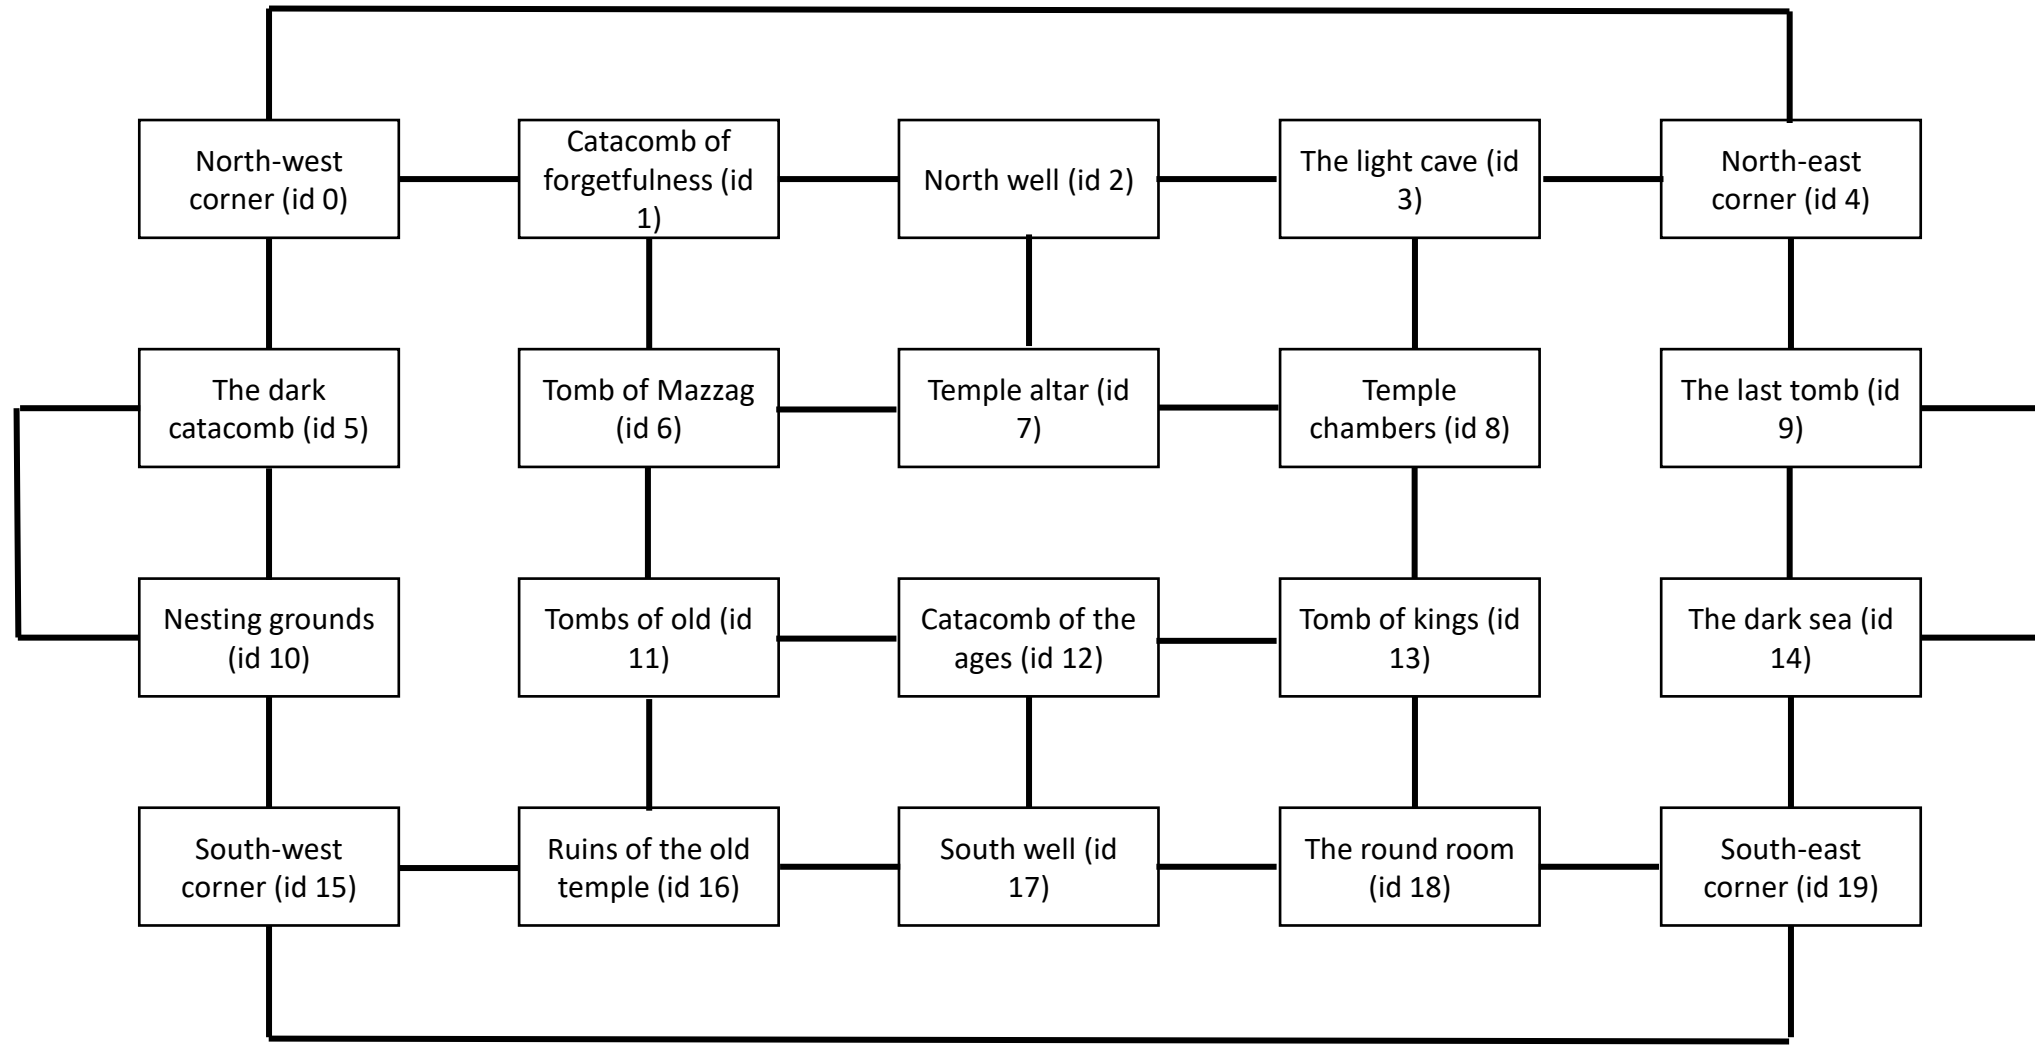 North-west
corner (id 0)
Catacomb of
forgetfulness (id
1)
North well (id 2)
The light cave (id
3)
North-east
corner (id 4)
The dark
catacomb (id 5)
Tomb of Mazzag
(id 6)
Temple altar (id
7)
Temple
chambers (id 8)
The last tomb (id
9)
Nesting grounds
(id 10)
Tombs of old (id
11)
Catacomb of the
ages (id 12)
Tomb of kings (id
13)
The dark sea (id
14)
South-west
corner (id 15)
Ruins of the old
temple (id 16)
South well (id
17)
The round room
(id 18)
South-east
corner (id 19)